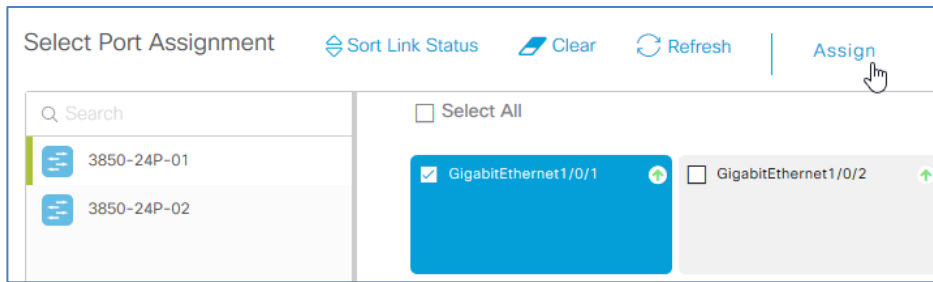 Select Port Assignment Sort Link Status Clear Refresh Assign
Search
Select All
3850-24P-01
GigabitEthernet1/0/1
GigabitEthernet1/0/2
3850-24P-02